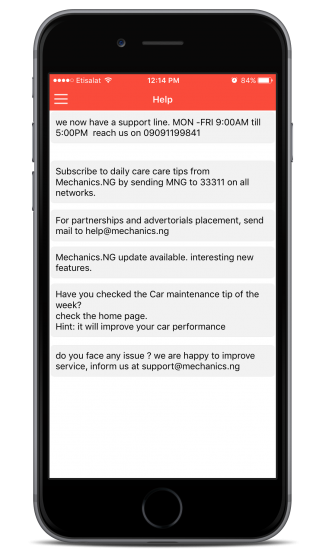 Etisalat 12:14 PM 84%
Help
we now have a support line. MON -FRI 9:00AM till
5:00PM reach us on 09091199841
Subscribe to daily care care tips from
Mechanics.NG by sending MNG to 33311 on all
networks.
For partnerships and advertorials placement, send
mail to help@mechanics.ng
Mechanics.NG update available. interesting new
features.
Have you checked the Car maintenance tip of the
week?
check the home page.
Hint: it will improve your car performance
do you face any issue ? we are happy to improve
service, inform us at support@mechanics.ng